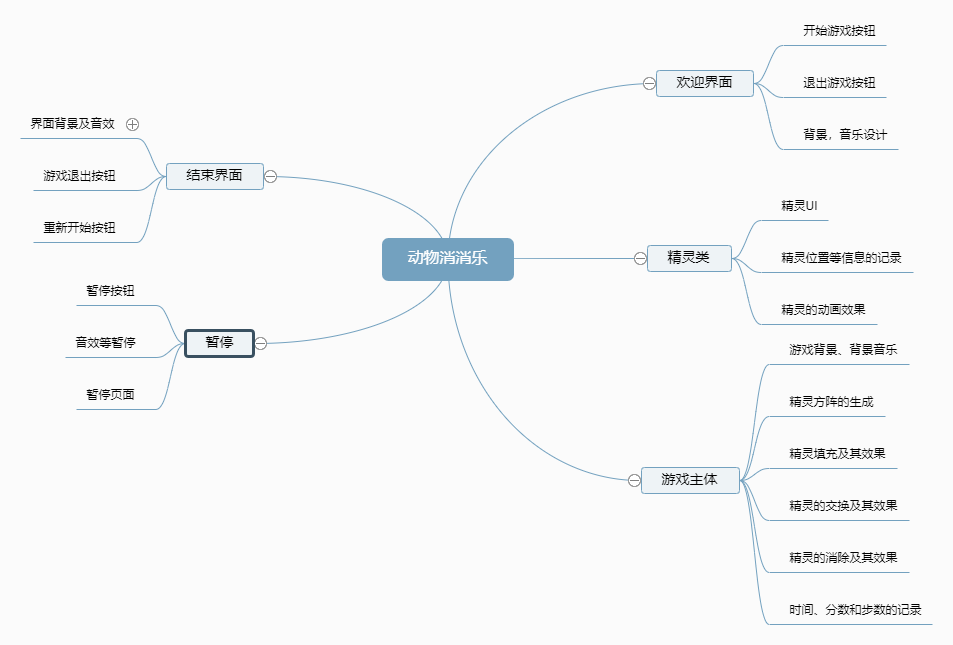 动物消消乐
欢迎界面
开始游戏按钮
退出游戏按钮
背景，音乐设计
精灵类
精灵UI
精灵位置等信息的记录
精灵的动画效果
游戏主体
游戏背景、背景音乐
精灵方阵的生成
精灵填充及其效果
精灵的交换及其效果
精灵的消除及其效果
时间、分数和步数的记录
结束界面
界面背景及音效
游戏退出按钮
重新开始按钮
暂停
暂停按钮
音效等暂停
暂停页面